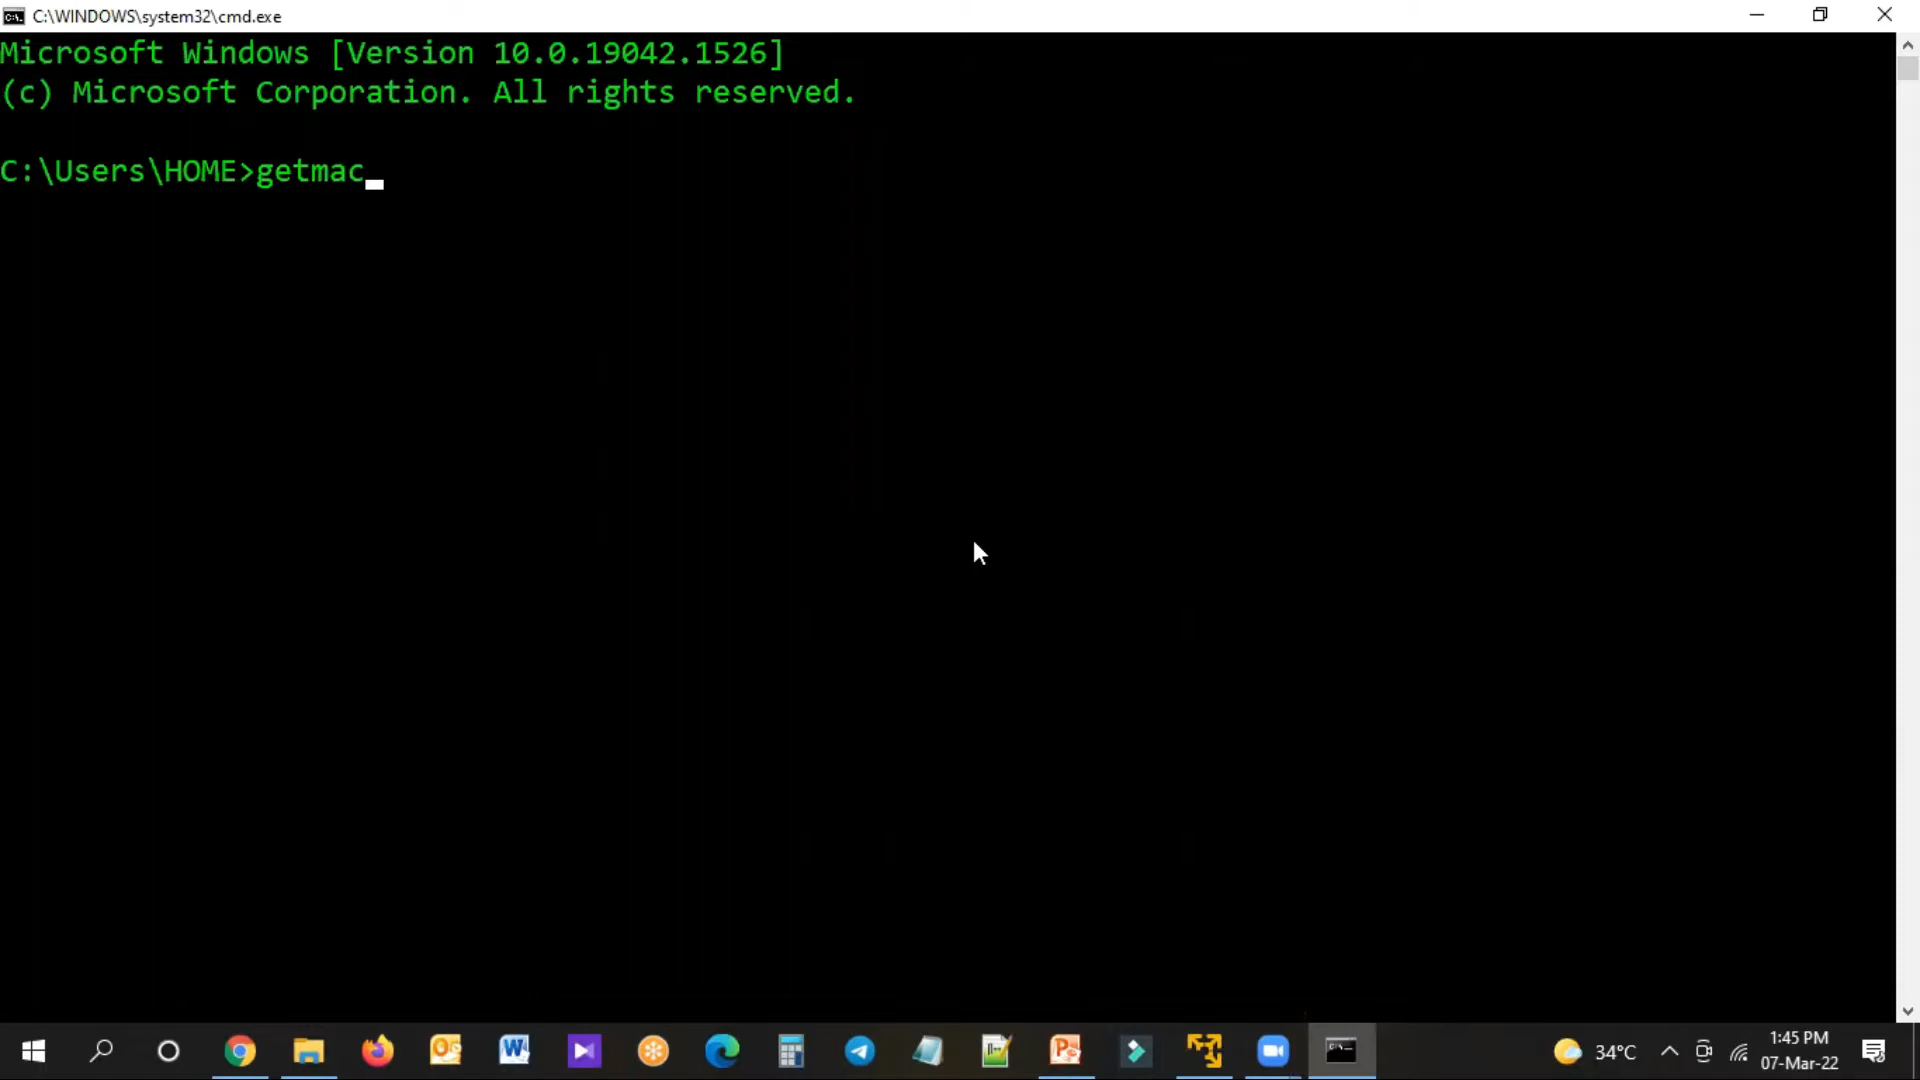 C:\WINDOWS\system32\cmd.exe
Microsoft Windows [Version 10.0.19042.1526]
(c) Microsoft Corporation. All rights reserved.
C:\Users\HOME>getmac
34°C
1:45 PM
07-Mar-22